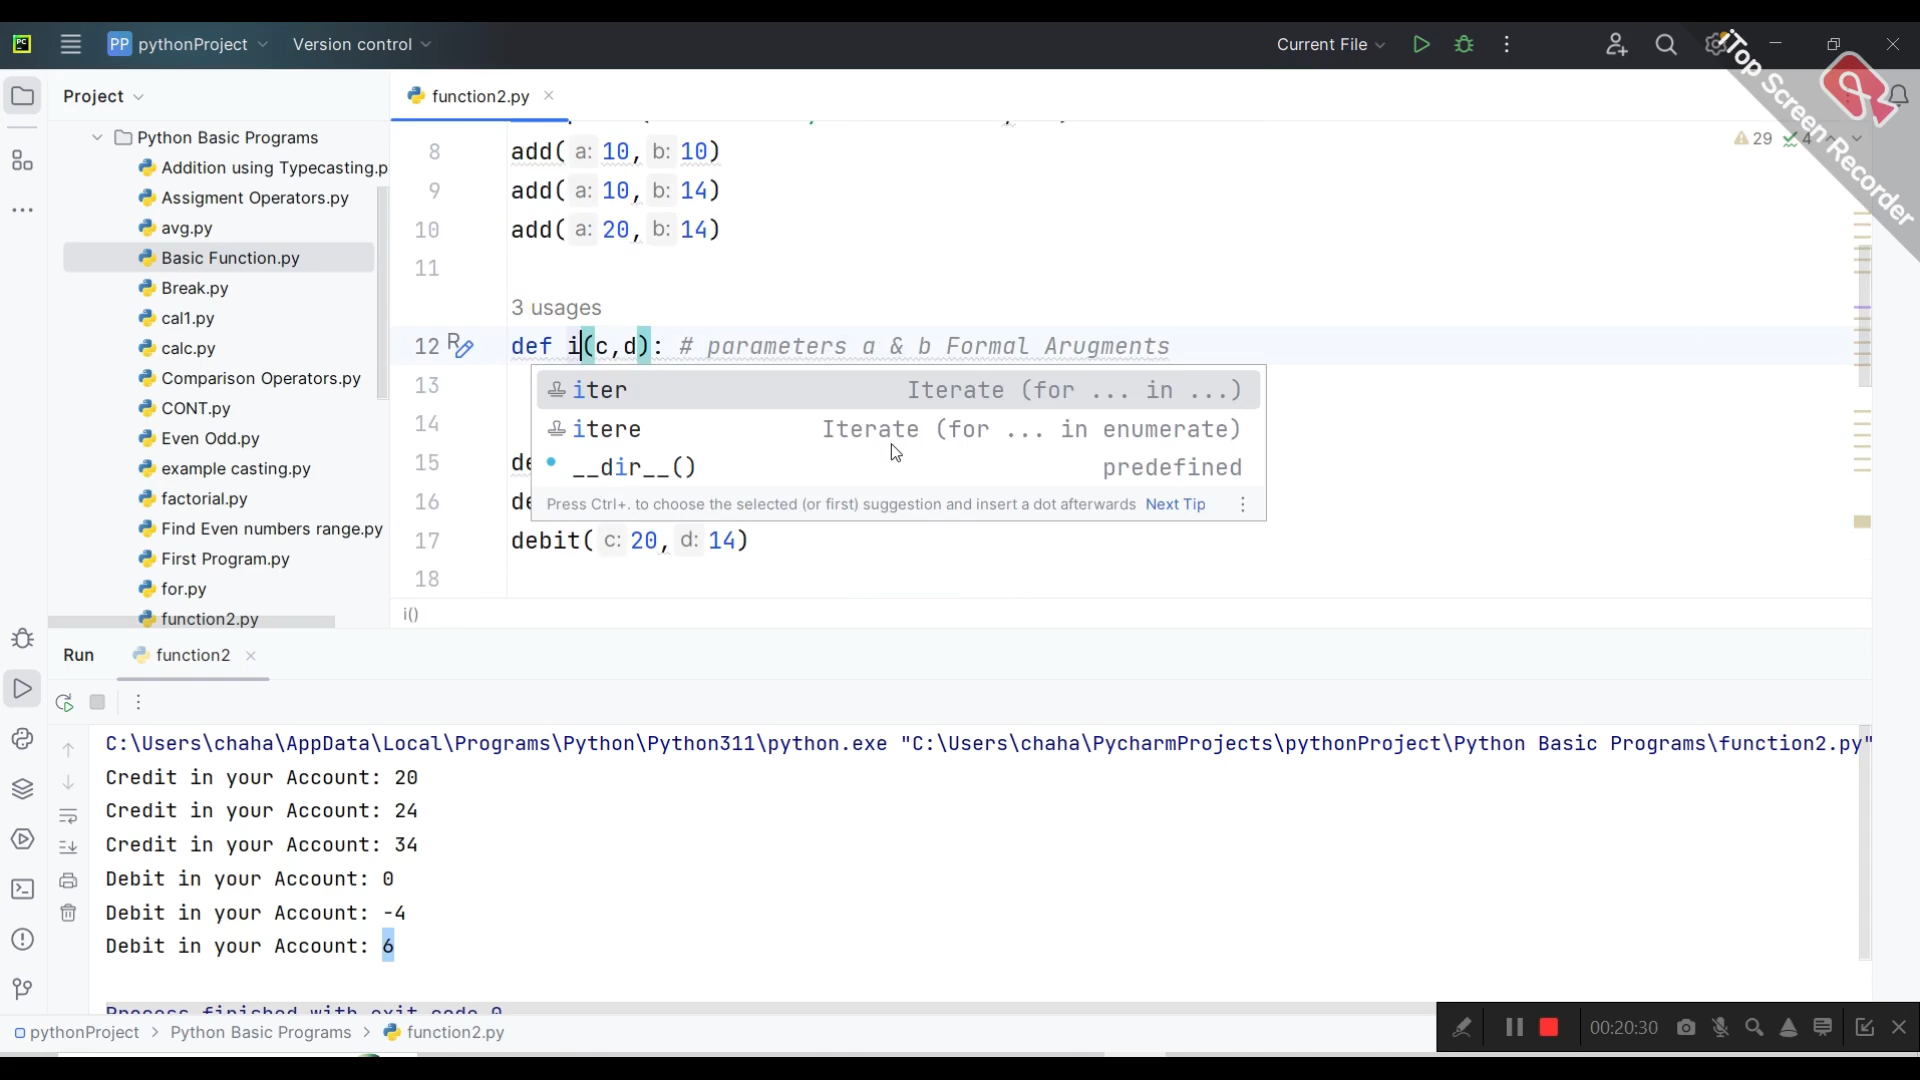 PC
PP pythonProject
Version control
Current File
iTop Screen Recorder
Project
function2.py
29
4
Python Basic Programs
Addition using Typecasting.p
Assigment Operators.py
avg.py
Basic Function.py
Break.py
cal1.py
calc.py
Comparison Operators.py
CONT.py
Even Odd.py
example casting.py
factorial.py
Find Even numbers range.py
First Program.py
for.py
function2.py
8 add( a: 10, b: 10)
9 add( a: 10, b: 14)
10 add( a: 20, b: 14)
11
3 usages
12 def i(c,d): # parameters a & b Formal Arugments
13
14
15 de
16 de
17 debit( c: 20, d: 14)
18
iter Iterate (for ... in ...)
itere Iterate (for ... in enumerate)
__dir__() predefined
Press Ctrl+. to choose the selected (or first) suggestion and insert a dot afterwards Next Tip
i()
Run
function2
C:\Users\chaha\AppData\Local\Programs\Python\Python311\python.exe "C:\Users\chaha\PycharmProjects\pythonProject\Python Basic Programs\function2.py"
Credit in your Account: 20
Credit in your Account: 24
Credit in your Account: 34
Debit in your Account: 0
Debit in your Account: -4
Debit in your Account: 6
Process finished with exit code 0
pythonProject > Python Basic Programs > function2.py
00:20:30